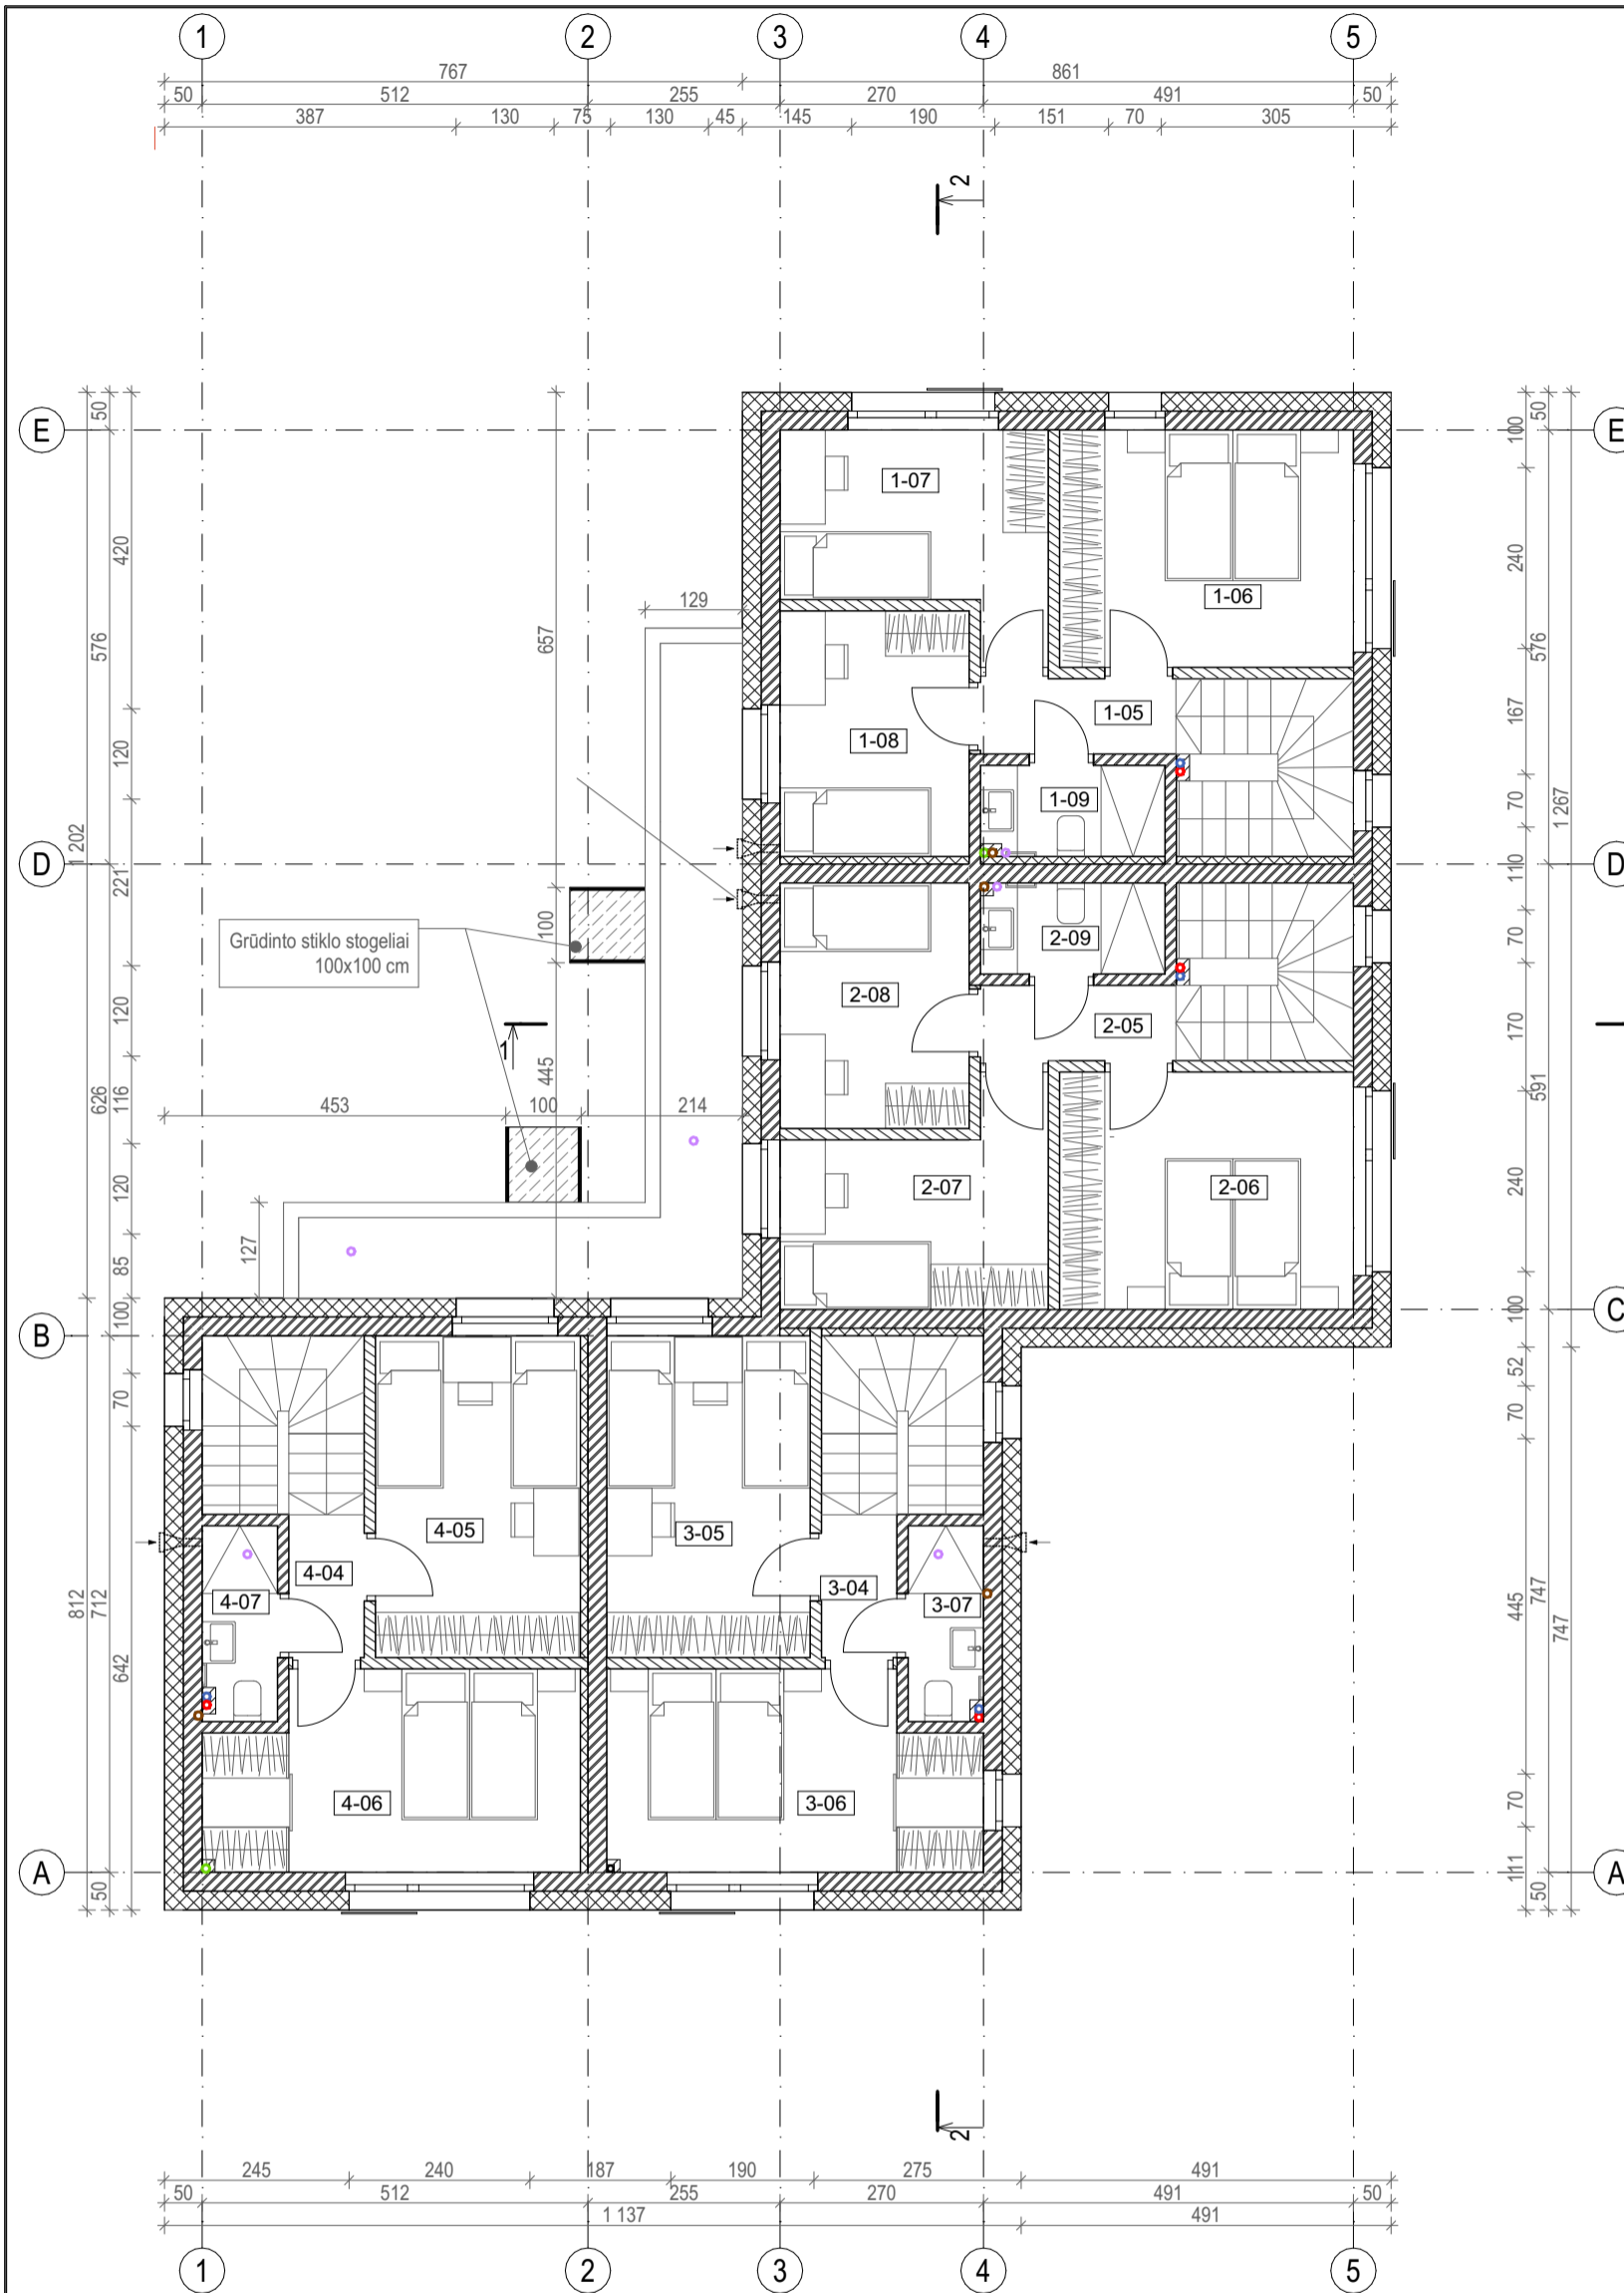 1 2 3 4 5
767 861
50 512 255 270 491 50
387 130 75 130 45 145 190 151 70 305
2
E E
50 100 50
1-07
420 240
1-06
129
576 657 576
1-05 167
1-08
120
1-09 70
1 202 1 267
D D
221 110
Grūdinto stiklo stogeliai
100x100 cm
100 2-09 70
2-08
120 2-05 170
1
445
626 116 591
453 100 214
120 2-07 2-06 240
127
85
100 100
B C
52
70 70
4-05 3-05
4-04 3-04
4-07 3-07
812 712 445 747 747
642
4-06 3-06 70
A A
50 111 50
2
245 240 187 190 275 491
50 512 255 270 491 50
1 137 491
1 2 3 4 5